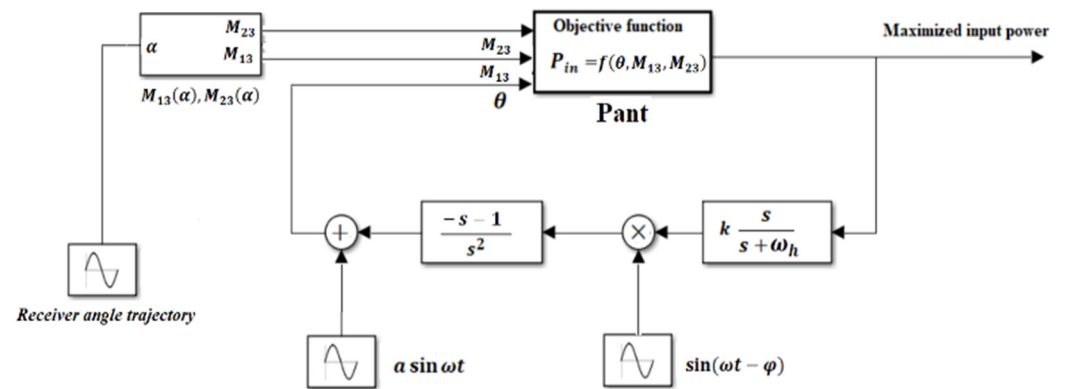 M₂₃
α
M₁₃
M₁₃(α), M₂₃(α)
Receiver angle trajectory
M₂₃
M₁₃
θ
Objective function
Pᵢₙ =f(θ, M₁₃, M₂₃)
Pant
Maximized input power
+
−s − 1
s²
×
k s
s + ωₕ
a sin ωt
sin(ωt − φ)